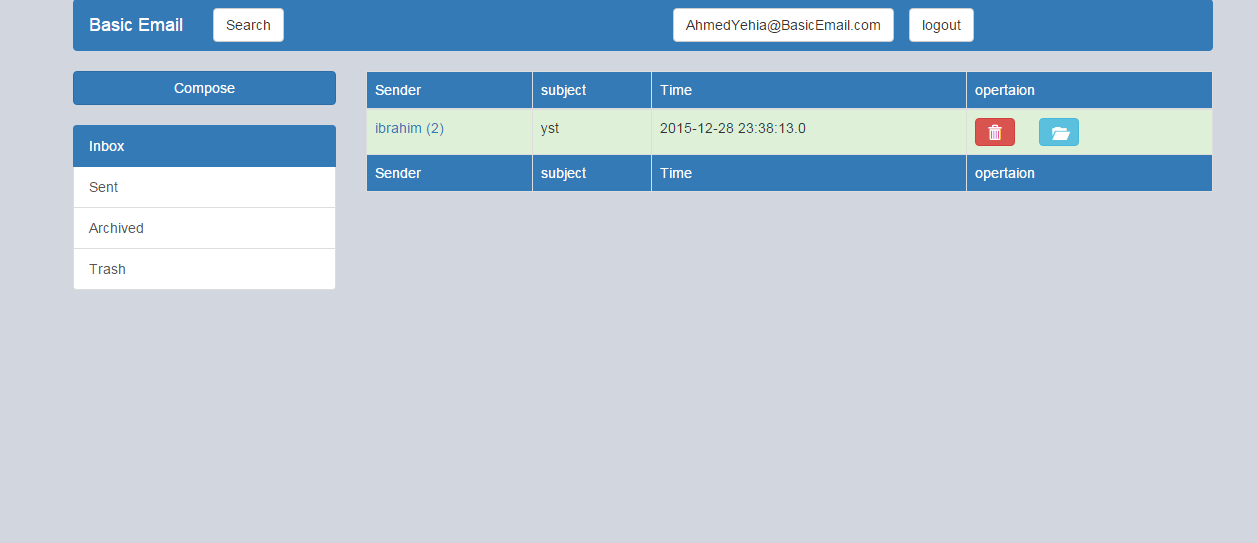 Basic Email Search AhmedYehia@BasicEmail.com logout
Compose
Inbox
Sent
Archived
Trash
Sender subject Time opertaion
ibrahim (2) yst 2015-12-28 23:38:13.0
Sender subject Time opertaion